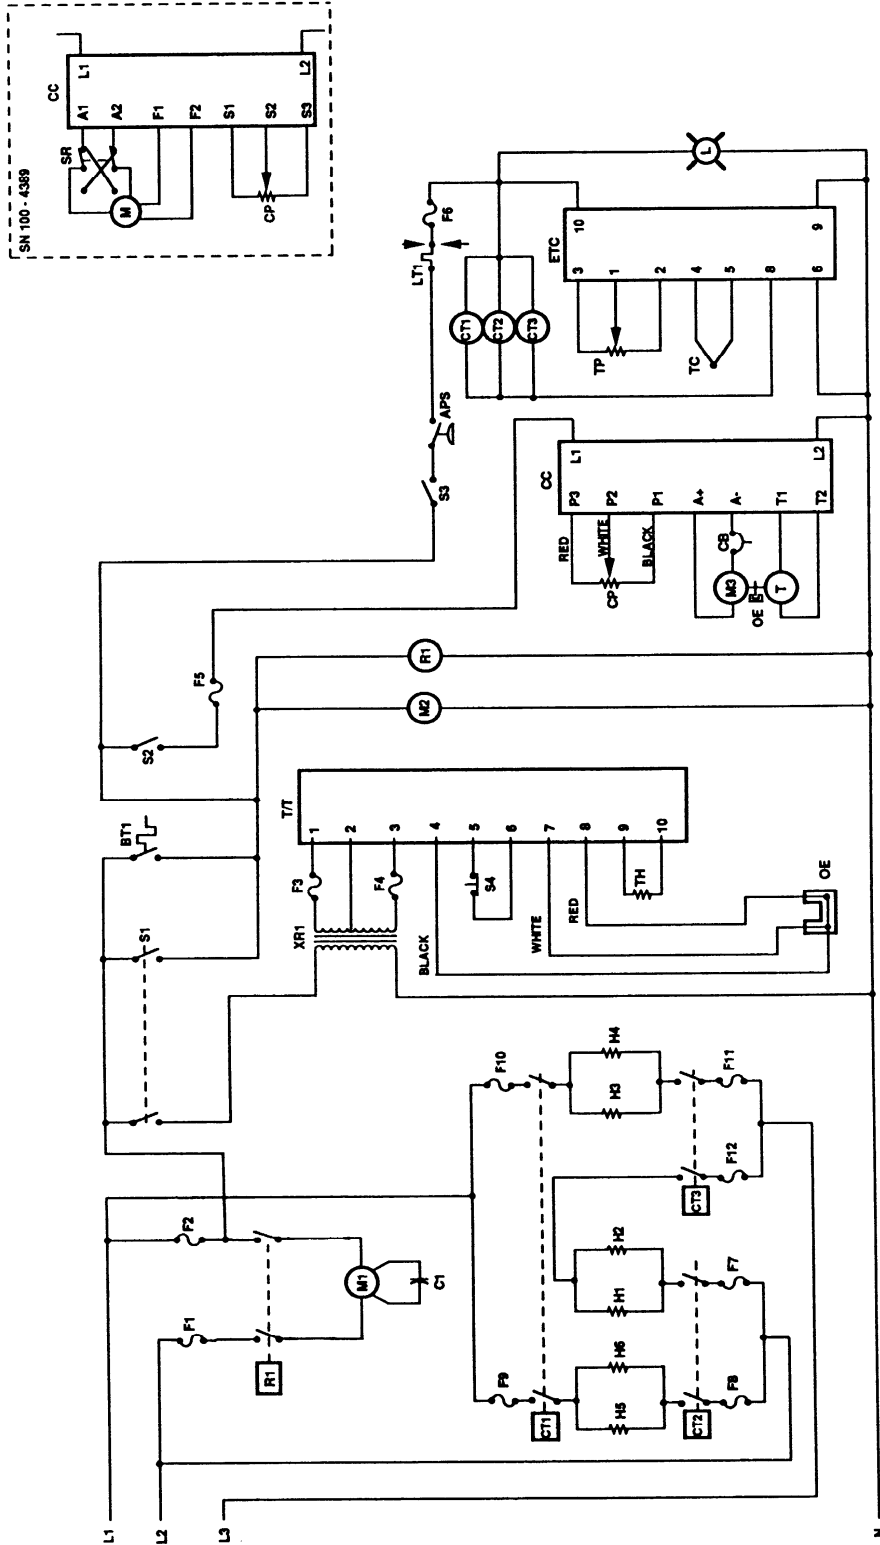 SN 100 - 4389
CC
L1
L2
A1
A2
F1
F2
S1
S2
S3
SR
M
CP
L
F6
LT1
ETC
10
9
3
1
2
4
5
8
6
CT1
CT2
CT3
TP
TC
APS
S3
CC
L1
L2
P3
P2
P1
A+
A-
T1
T2
RED
WHITE
BLACK
CP
CB
M3
OE
T
F5
R1
M2
S2
BT1
T/T
1
2
3
4
5
6
7
8
9
10
F3
F4
S4
TH
XR1
BLACK
WHITE
RED
OE
S1
F10
H4
H3
F11
F12
CT3
F2
F1
R1
M1
C1
H2
H1
F7
F9
CT1
H6
H5
CT2
F8
L1
L2
L3